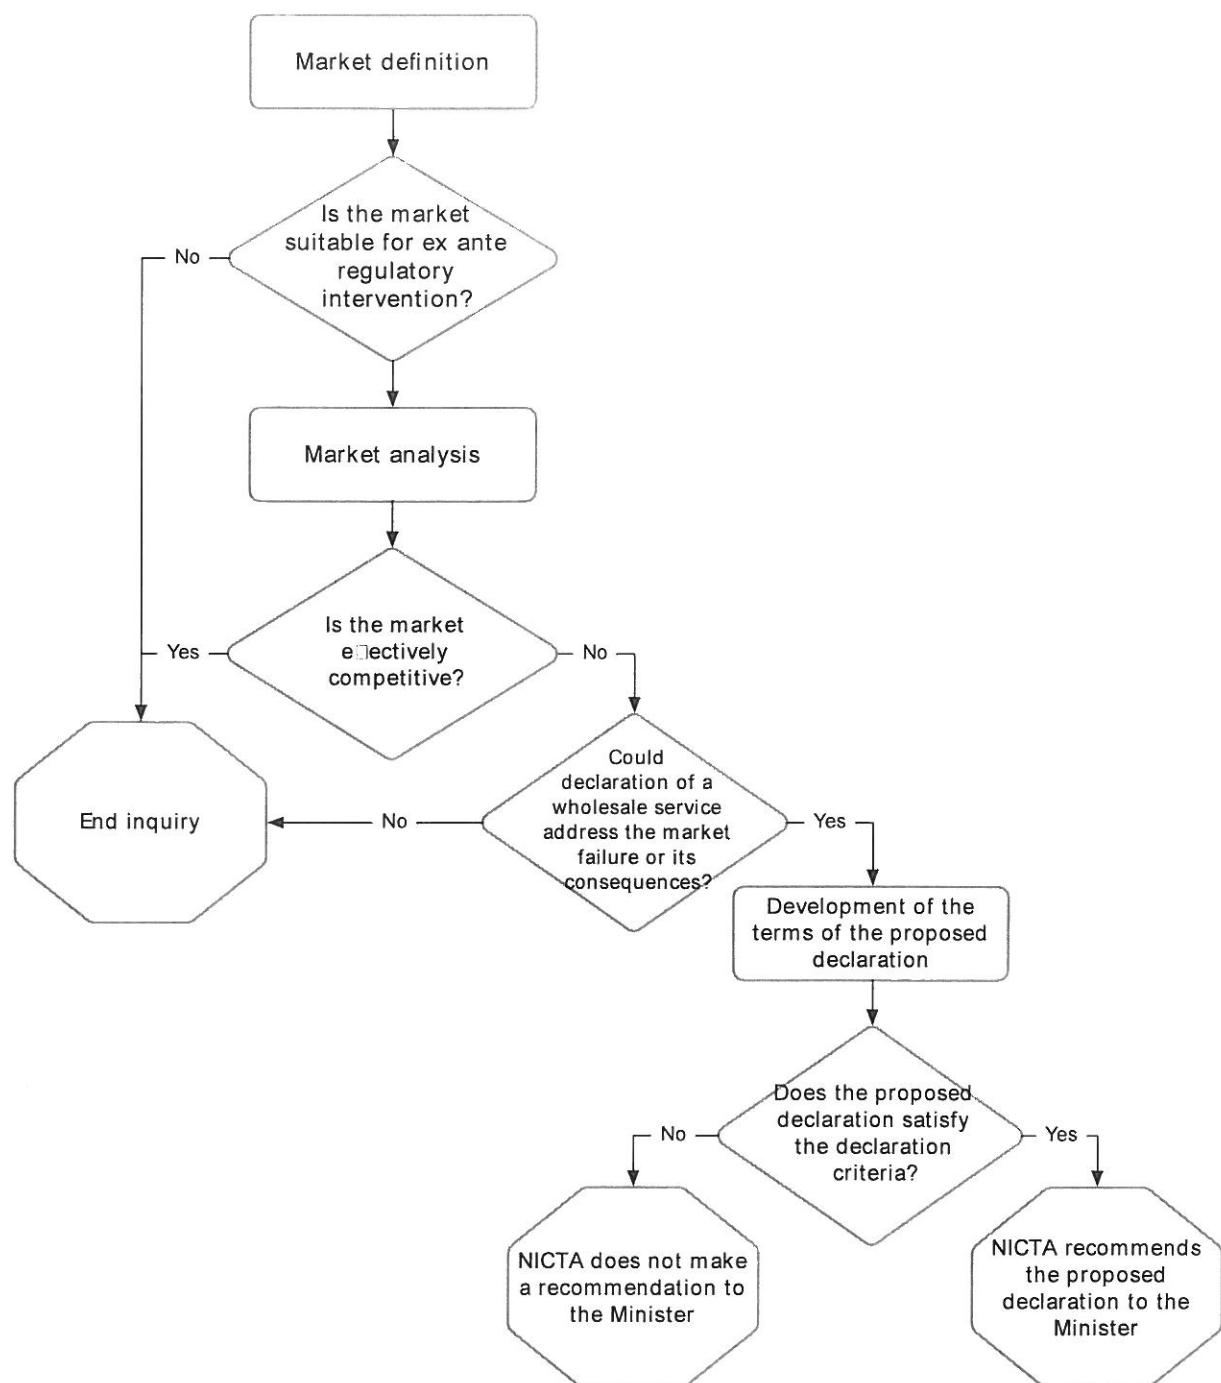 Market definition
Is the market
suitable for ex ante
regulatory
intervention?
No
Market analysis
Is the market
e□ectively
competitive?
Yes
No
Could
declaration of a
wholesale service
address the market
failure or its
consequences?
End inquiry
No
Yes
Development of the
terms of the proposed
declaration
Does the proposed
declaration satisfy
the declaration
criteria?
No
Yes
NICTA does not make
a recommendation to
the Minister
NICTA recommends
the proposed
declaration to the
Minister